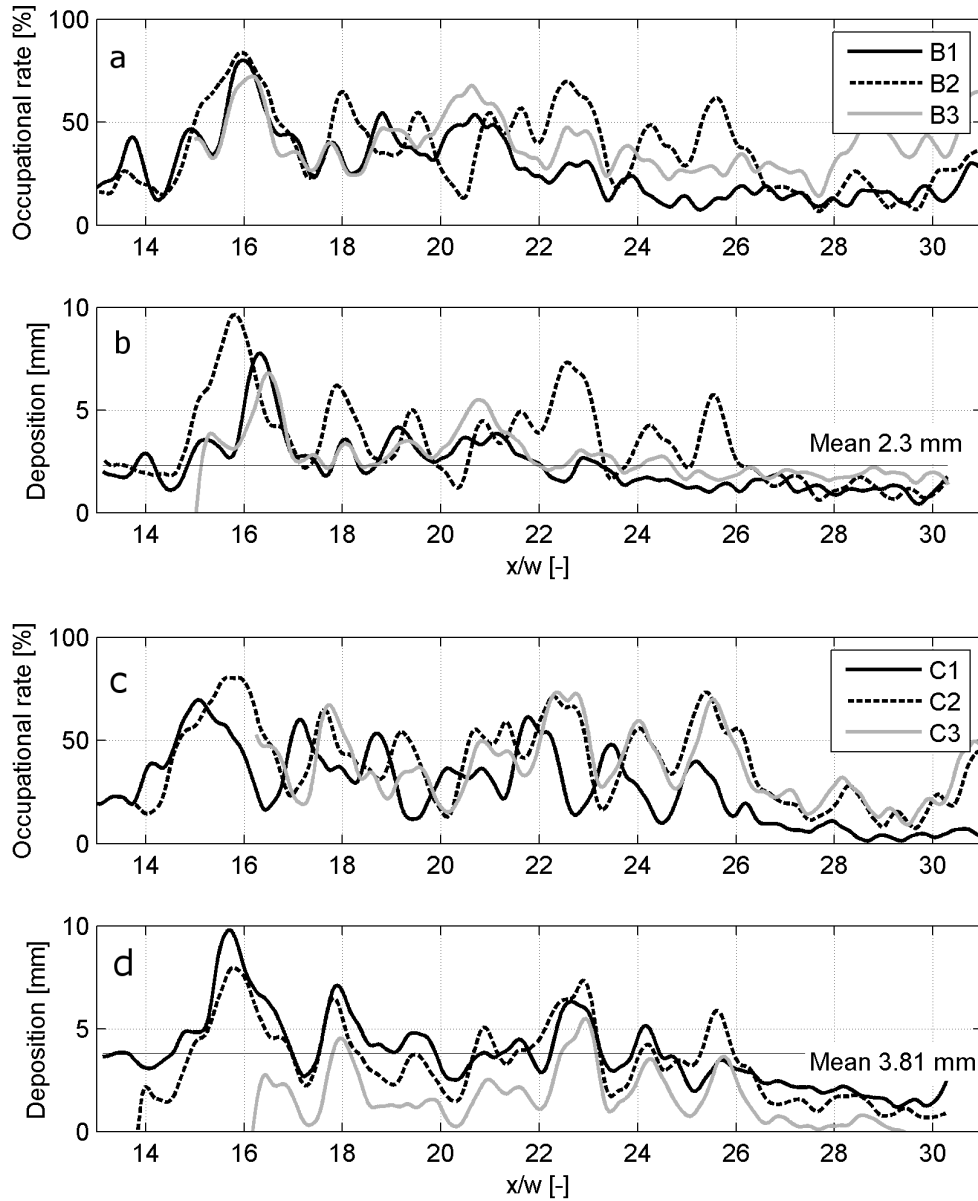 a
Occupational rate [%]
100
50
0
B1
B2
B3
14 16 18 20 22 24 26 28 30
b
Deposition [mm]
10
5
0
Mean 2.3 mm
14 16 18 20 22 24 26 28 30
x/w [-]
c
Occupational rate [%]
100
50
0
C1
C2
C3
14 16 18 20 22 24 26 28 30
d
Deposition [mm]
10
5
0
Mean 3.81 mm
14 16 18 20 22 24 26 28 30
x/w [-]